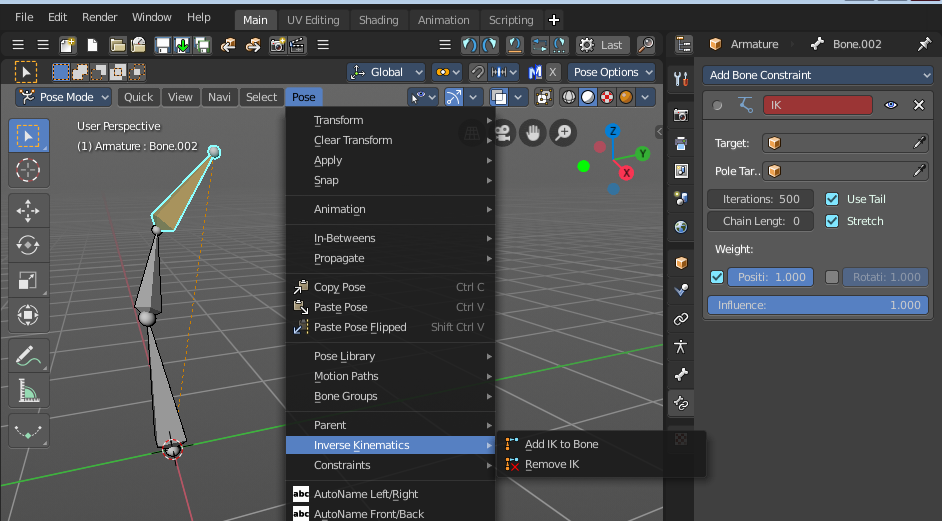 File Edit Render Window Help Main UV Editing Shading Animation Scripting
Last
Armature Bone.002
Global
X
Pose Options
Add Bone Constraint
Pose Mode Quick View Navi Select Pose
IK
User Perspective
(1) Armature : Bone.002
Transform
Clear Transform
Apply
Snap
Animation
In-Betweens
Propagate
Copy Pose Ctrl C
Paste Pose Ctrl V
Paste Pose Flipped Shift Ctrl V
Pose Library
Motion Paths
Bone Groups
Parent
Inverse Kinematics
Constraints
abc AutoName Left/Right
abc AutoName Front/Back
Add IK to Bone
Remove IK
Z
Y
X
Target:
Pole Tar..
Iterations: 500 Use Tail
Chain Lengt: 0 Stretch
Weight:
Positi: 1.000 Rotati: 1.000
Influence: 1.000